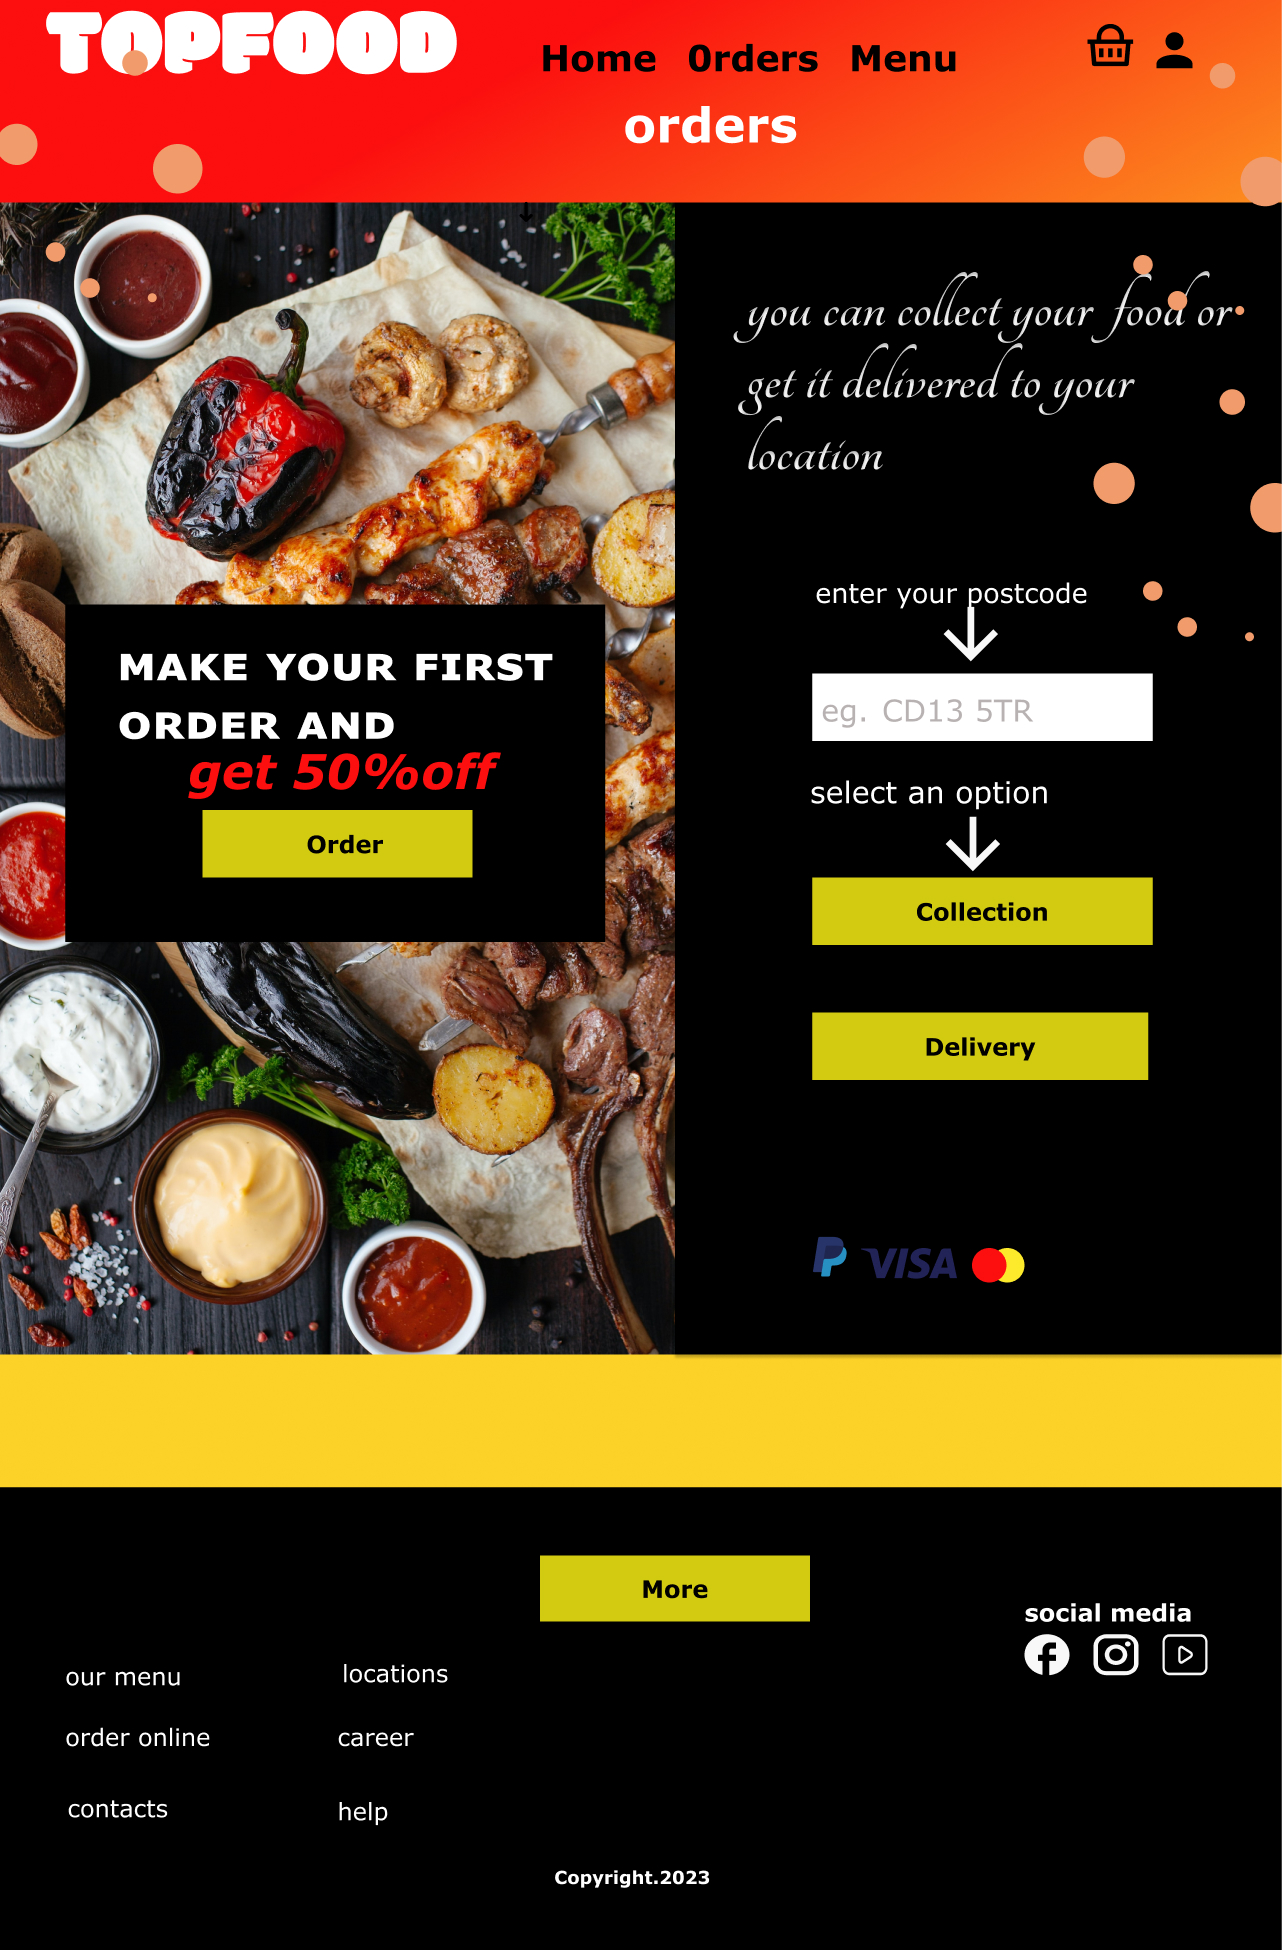 TOPFOOD
Home 0rders Menu
orders
you can collect your food or
get it delivered to your
location
enter your postcode
eg. CD13 5TR
select an option
Collection
Delivery
MAKE YOUR FIRST
ORDER AND
get 50%off
Order
P VISA
More
social media
our menu
locations
order online
career
contacts
help
Copyright.2023